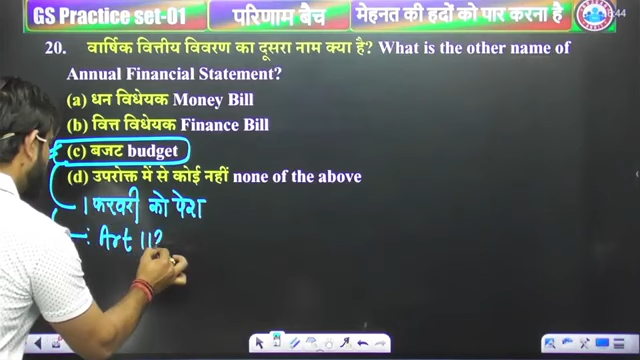 GS Practice set-01 परिणाम बैच मेहनत की हदों को पार करना है
20. वार्षिक वित्तीय विवरण का दूसरा नाम क्या है? What is the other name of
Annual Financial Statement?
(a) धन विधेयक Money Bill
(b) वित्त विधेयक Finance Bill
(c) बजट budget
(d) उपरोक्त में से कोई नहीं none of the above
1 फरवरी को पेश
: Art 112